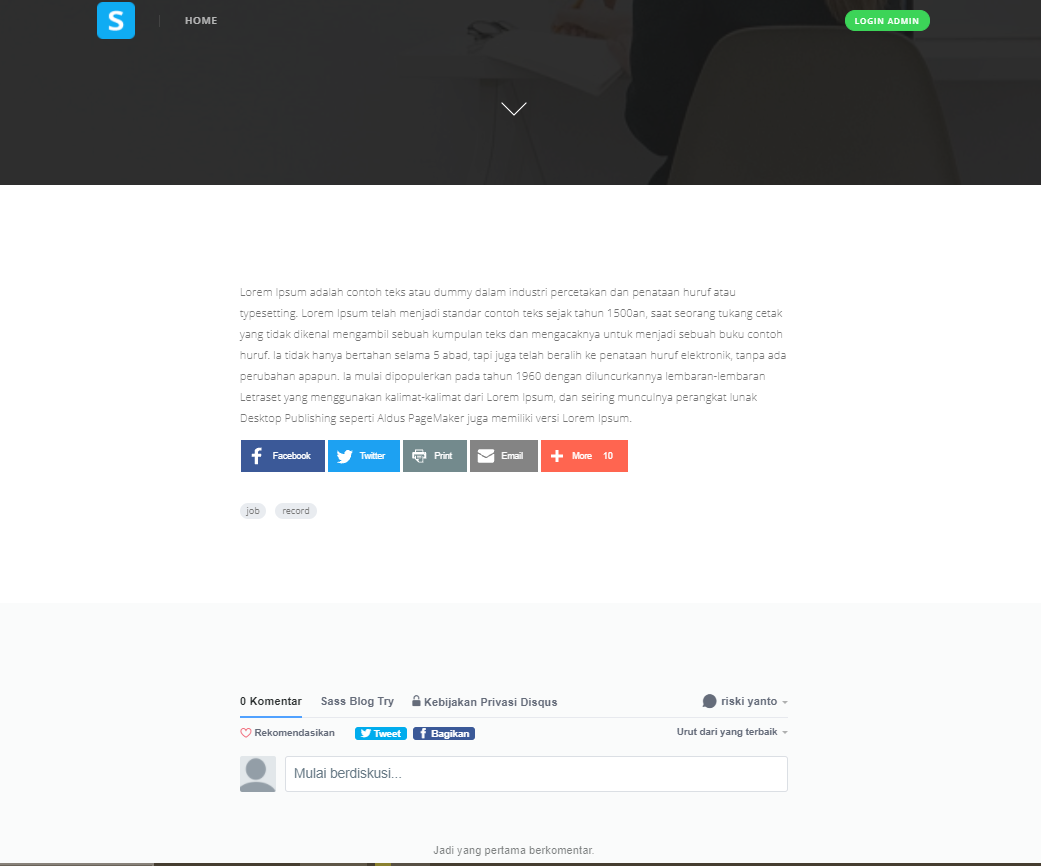 S
HOME
LOGIN ADMIN
Lorem Ipsum adalah contoh teks atau dummy dalam industri percetakan dan penataan huruf atau
typesetting. Lorem Ipsum telah menjadi standar contoh teks sejak tahun 1500an, saat seorang tukang cetak
yang tidak dikenal mengambil sebuah kumpulan teks dan mengacaknya untuk menjadi sebuah buku contoh
huruf. Ia tidak hanya bertahan selama 5 abad, tapi juga telah beralih ke penataan huruf elektronik, tanpa ada
perubahan apapun. Ia mulai dipopulerkan pada tahun 1960 dengan diluncurkannya lembaran-lembaran
Letraset yang menggunakan kalimat-kalimat dari Lorem Ipsum, dan seiring munculnya perangkat lunak
Desktop Publishing seperti Aldus PageMaker juga memiliki versi Lorem Ipsum.
Facebook Twitter Print Email More 10
job record
0 Komentar Sass Blog Try Kebijakan Privasi Disqus riski yanto
Rekomendasikan Tweet Bagikan Urut dari yang terbaik
Mulai berdiskusi...
Jadi yang pertama berkomentar.